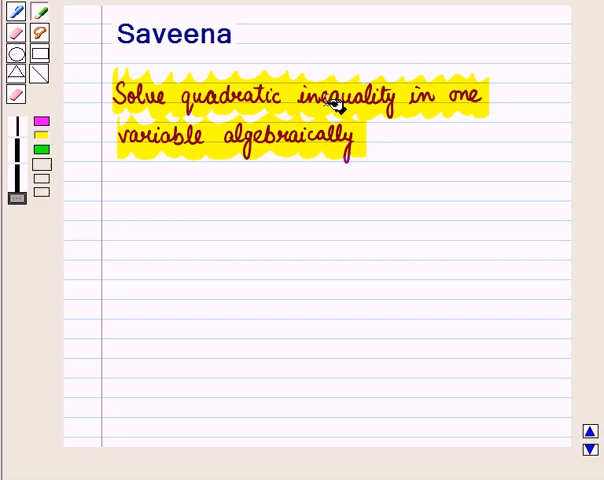 Saveena
Solve quadratic inequality in one
variable algebraically